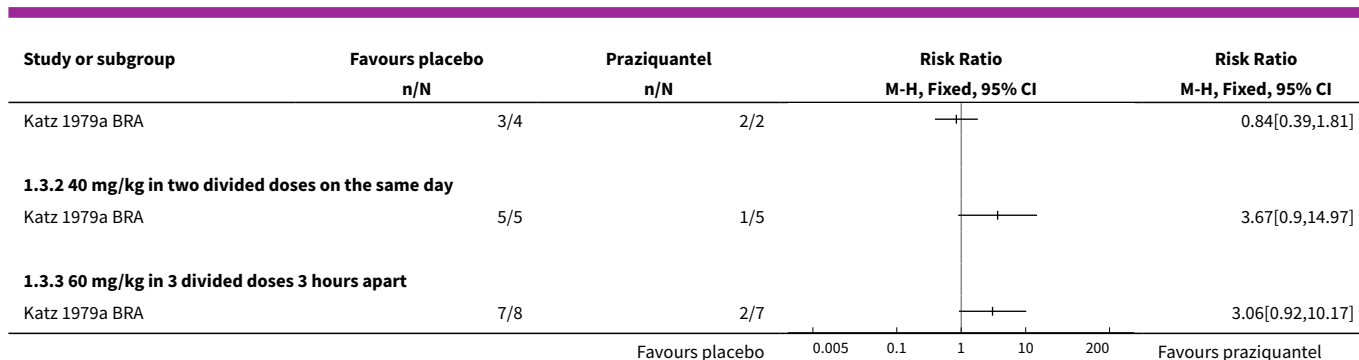 Study or subgroup Favours placebo Praziquantel Risk Ratio Risk Ratio
n/N n/N M-H, Fixed, 95% CI M-H, Fixed, 95% CI
Katz 1979a BRA 3/4 2/2 0.84[0.39,1.81]
1.3.2 40 mg/kg in two divided doses on the same day
Katz 1979a BRA 5/5 1/5 3.67[0.9,14.97]
1.3.3 60 mg/kg in 3 divided doses 3 hours apart
Katz 1979a BRA 7/8 2/7 3.06[0.92,10.17]
Favours placebo 0.005 0.1 1 10 200 Favours praziquantel